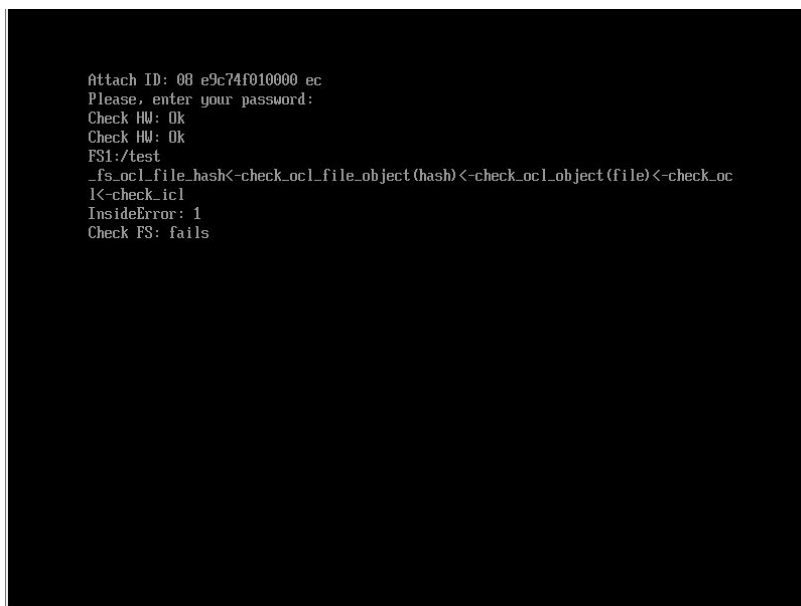 Attach ID: 08 e9c74f010000 ec
Please, enter your password:
Check HW: Ok
Check HW: Ok
FS1:/test
_fs_ocl_file_hash<-check_ocl_file_object(hash)<-check_ocl_object(file)<-check_oc
l<-check_icl
InsideError: 1
Check FS: fails